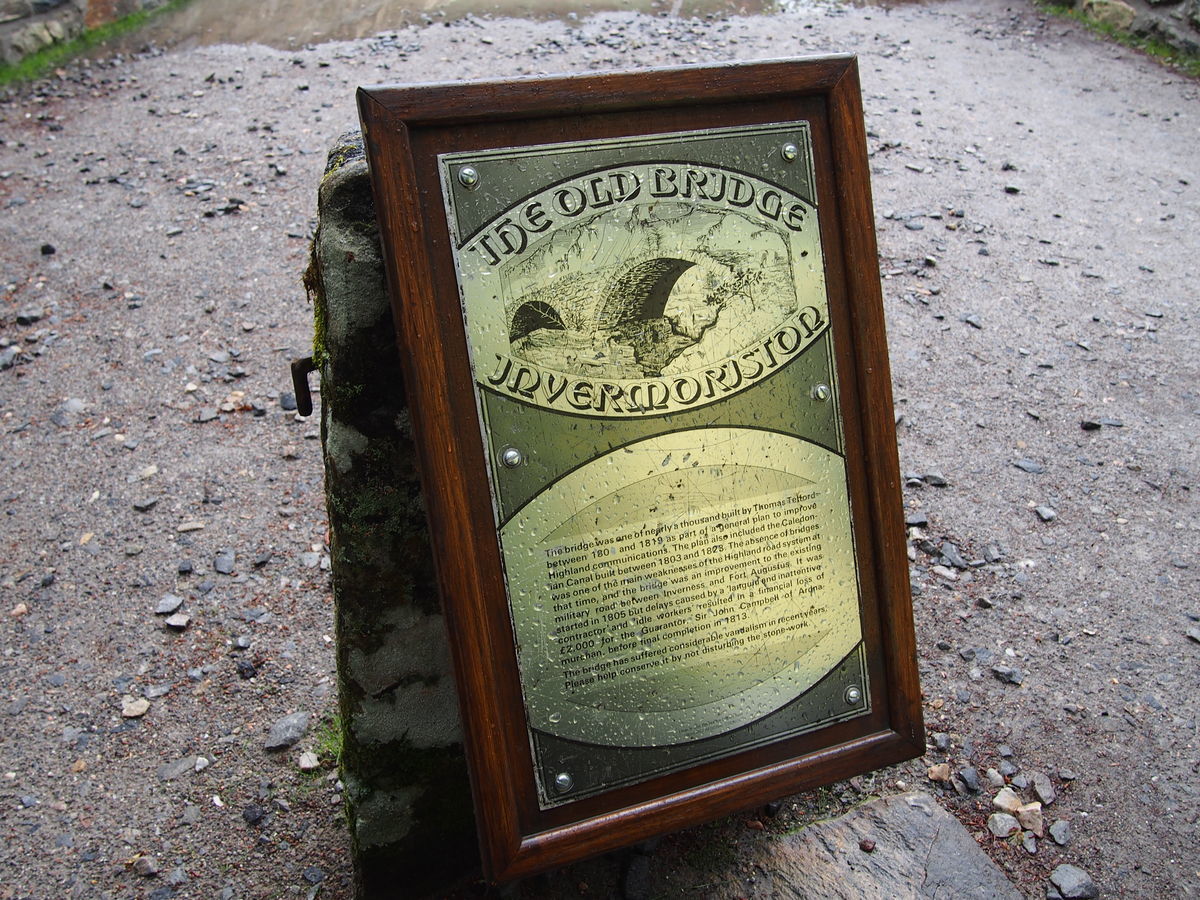 THE OLD BRIDGE
INVERMORISTON
The bridge was one of nearly a thousand built by Thomas Telford
between 180 and 1819 as part of a general plan to improve
Highland communications. The plan also included the Caledon-
ian Canal built between 1803 and 1828. The absence of bridges
was one of the main weaknesses of the Highland road system at
that time, and the bridge was an improvement to the existing
military road between Inverness and Fort Augustus. It was
started in 1805 but delays caused by a 'languid and inattentive
contractor' and 'idle workers' resulted in a financial loss of
£2,000 for the Guarantor, Sir John Campbell of Ardna-
murchan, before final completion in 1813.
The bridge has suffered considerable vandalism in recent years;
Please help conserve it by not disturbing the stone-work.